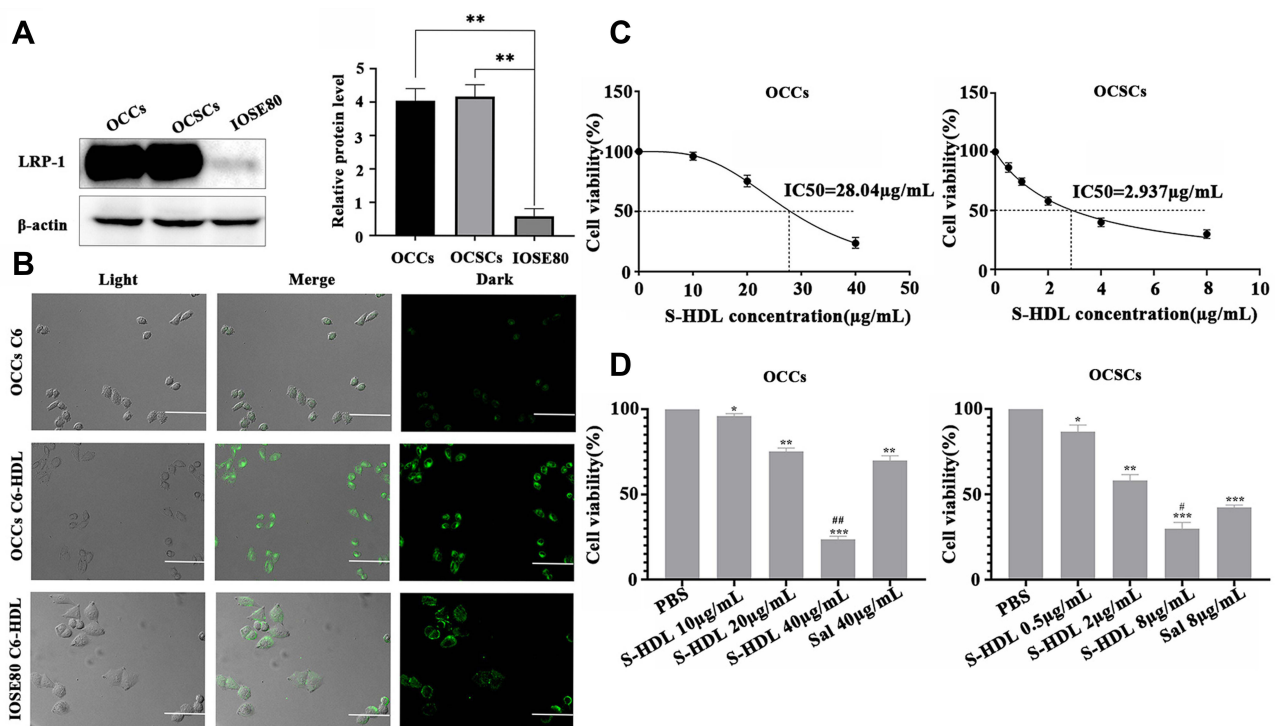 A
OCCs
OCSCs
IOSE80
LRP-1
β-actin
**
**
Relative protein level
5
4
3
2
1
0
OCCs
OCSCs
IOSE80
B
Light
Merge
Dark
OCCs C6
OCCs C6-HDL
IOSE80 C6-HDL
C
OCCs
Cell viability(%)
150
100
50
0
IC50=28.04μg/mL
0
10
20
30
40
50
S-HDL concentration(μg/mL)
OCSCs
Cell viability(%)
150
100
50
0
IC50=2.937μg/mL
0
2
4
6
8
10
S-HDL concentration(μg/mL)
D
OCCs
Cell viability(%)
100
50
0
*
**
##
***
**
PBS
S-HDL 10μg/mL
S-HDL 20μg/mL
S-HDL 40μg/mL
Sal 40μg/mL
OCSCs
Cell viability(%)
100
50
0
*
**
#
***
***
PBS
S-HDL 0.5μg/mL
S-HDL 2μg/mL
S-HDL 8μg/mL
Sal 8μg/mL